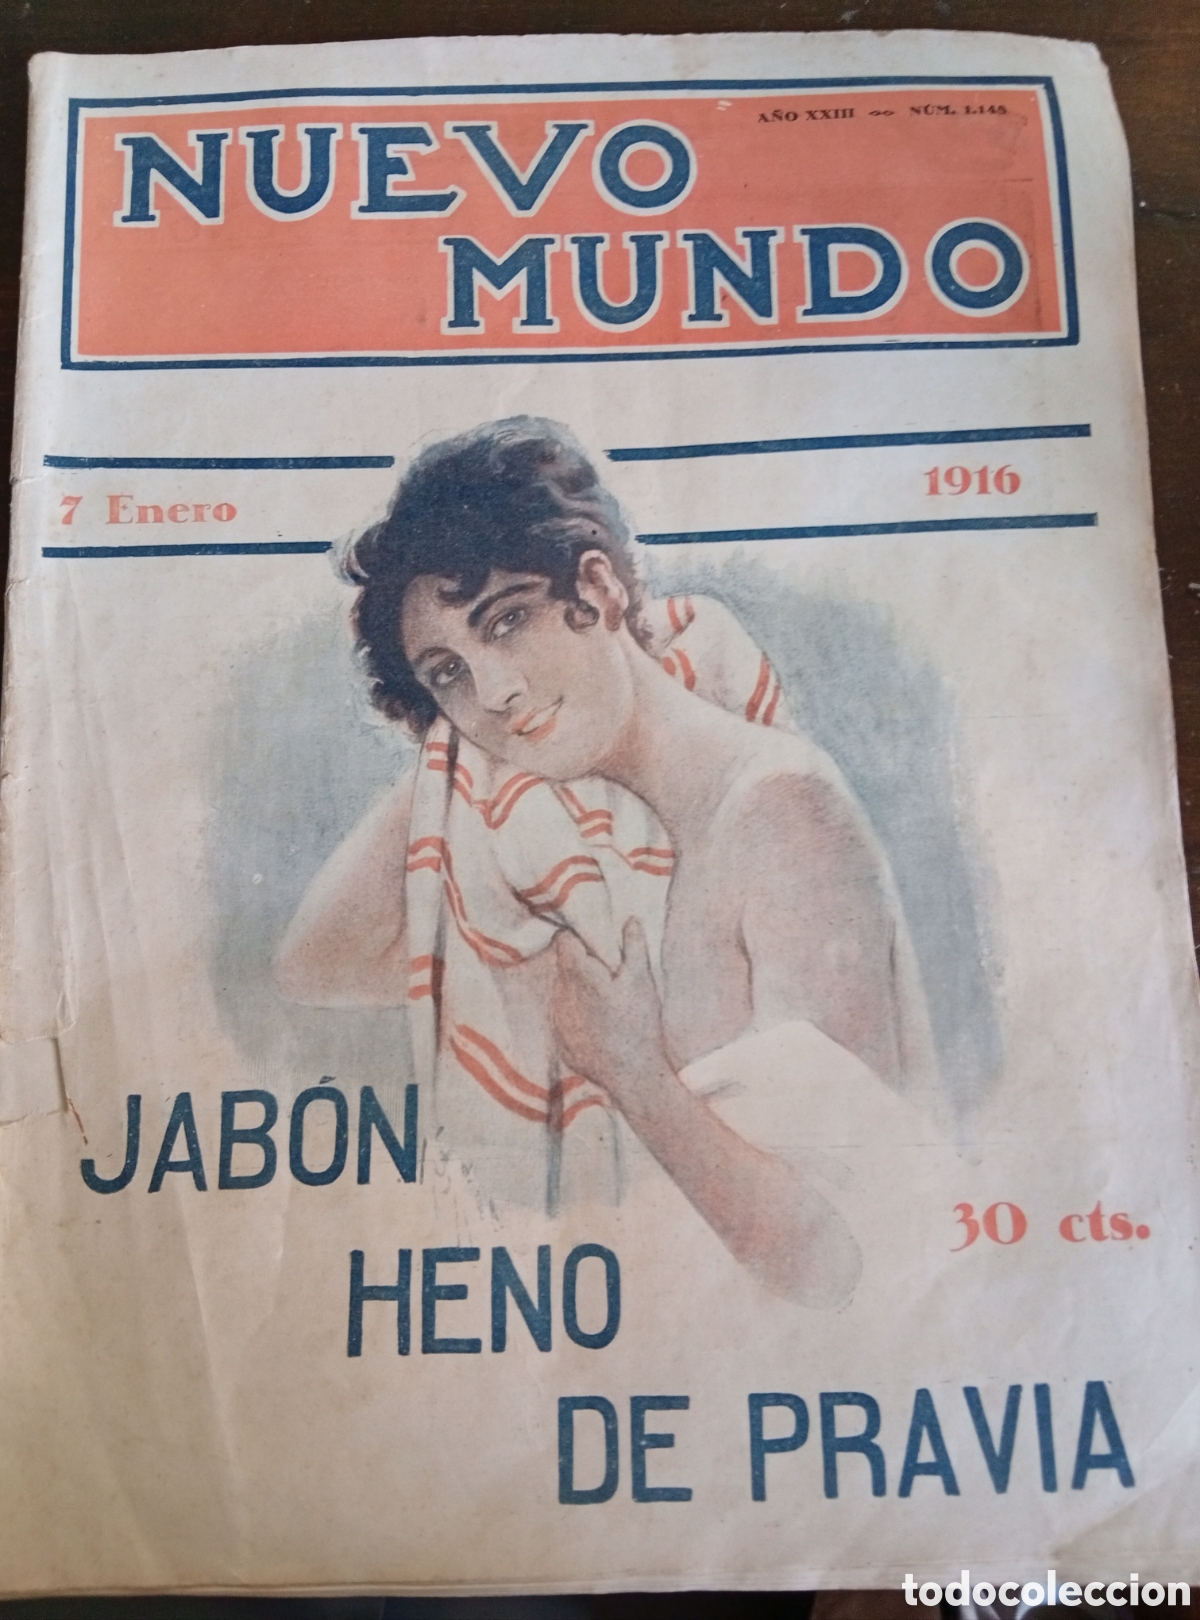 AÑO XXIII NÚM. 1.148
NUEVO
MUNDO
7 Enero
1916
JABÓN
30 cts.
HENO
DE PRAVIA
todocoleccion